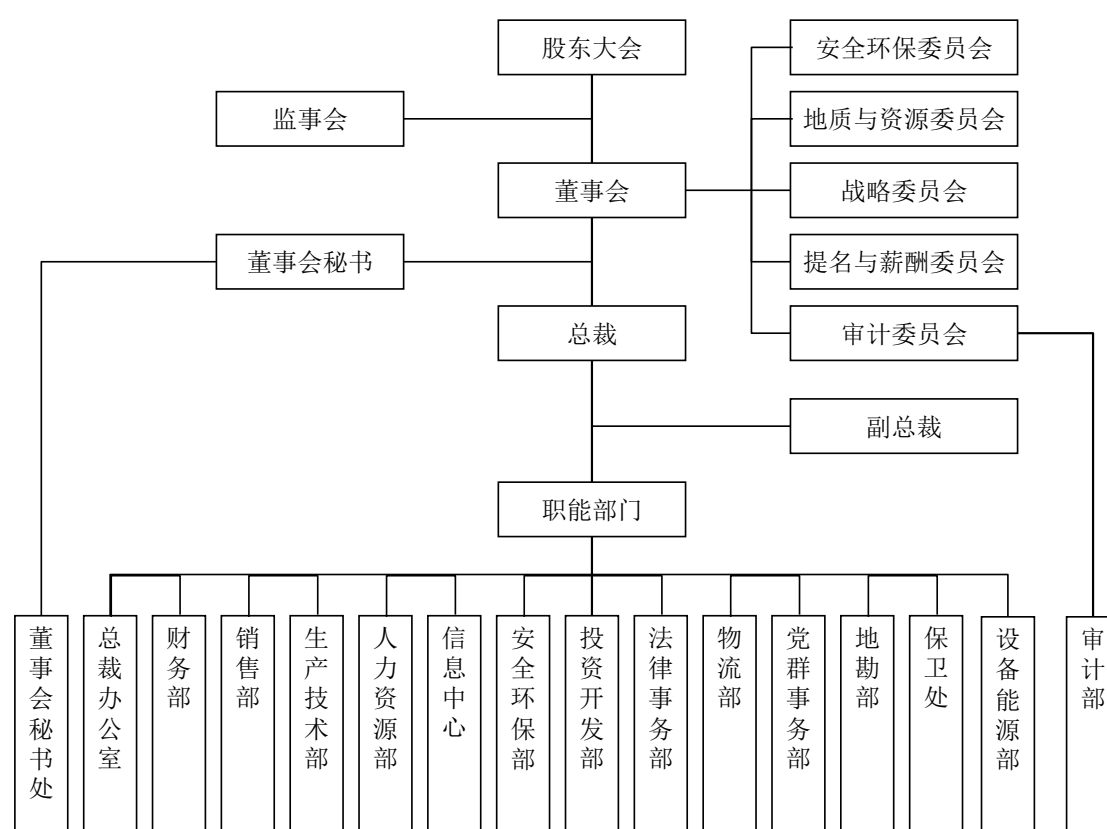 股东大会
安全环保委员会
监事会
地质与资源委员会
董事会
战略委员会
董事会秘书
提名与薪酬委员会
总裁
审计委员会
副总裁
职能部门
董事会秘书处
总裁办公室
财务部
销售部
生产技术部
人力资源部
信息中心
安全环保部
投资开发部
法律事务部
物流部
党群事务部
地勘部
保卫处
设备能源部
审计部